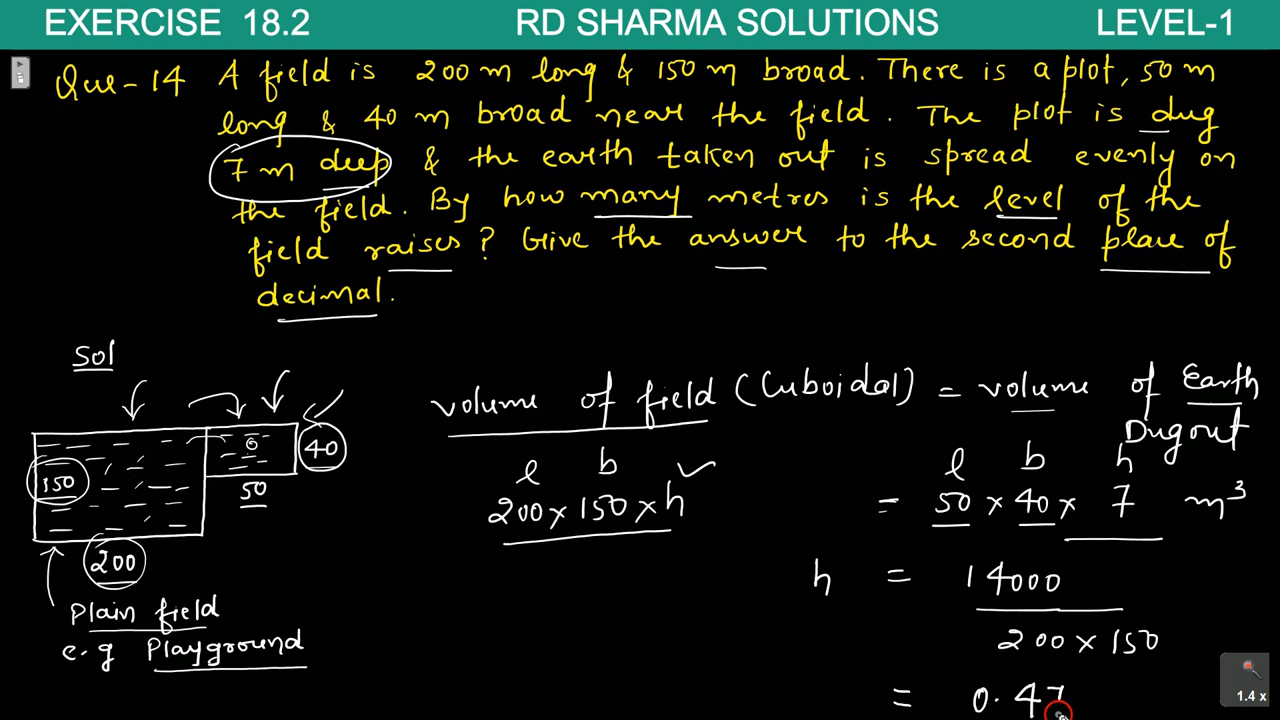 EXERCISE 18.2 RD SHARMA SOLUTIONS LEVEL-1
Que-14 A field is 200 m long & 150 m broad. There is a plot, 50 m
long & 40 m broad near the field. The plot is dug
7 m deep & the earth taken out is spread evenly on
the field. By how many metres is the level of the
field raises? Give the answer to the second place of
decimal.
Sol
volume of field (Cuboidal) = volume of Earth
Dugout
l b
l b h
150
40
50
200 × 150 × h = 50 × 40 × 7 m³
200
h = 14000
200 × 150
Plain field
e.g Playground
= 0.47
1.4 x